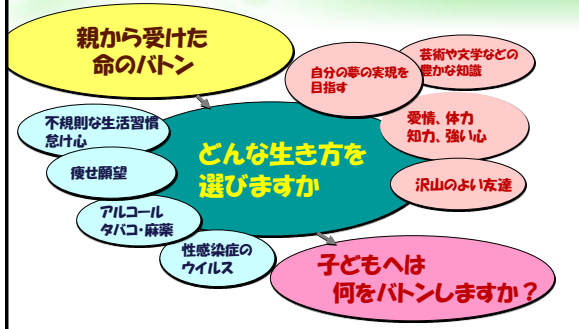 親から受けた
命のバトン
自分の夢の実現を
目指す
芸術や文学などの
豊かな知識
不規則な生活習慣
怠け心
どんな生き方を
選びますか
愛情、体力
知力、強い心
痩せ願望
沢山のよい友達
アルコール
タバコ・麻薬
性感染症の
ウイルス
子どもへは
何をバトンしますか？